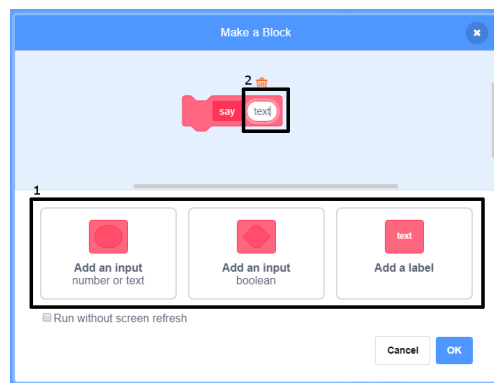 Make a Block
2
say text
1
text
Add an input
number or text
Add an input
boolean
Add a label
Run without screen refresh
Cancel OK